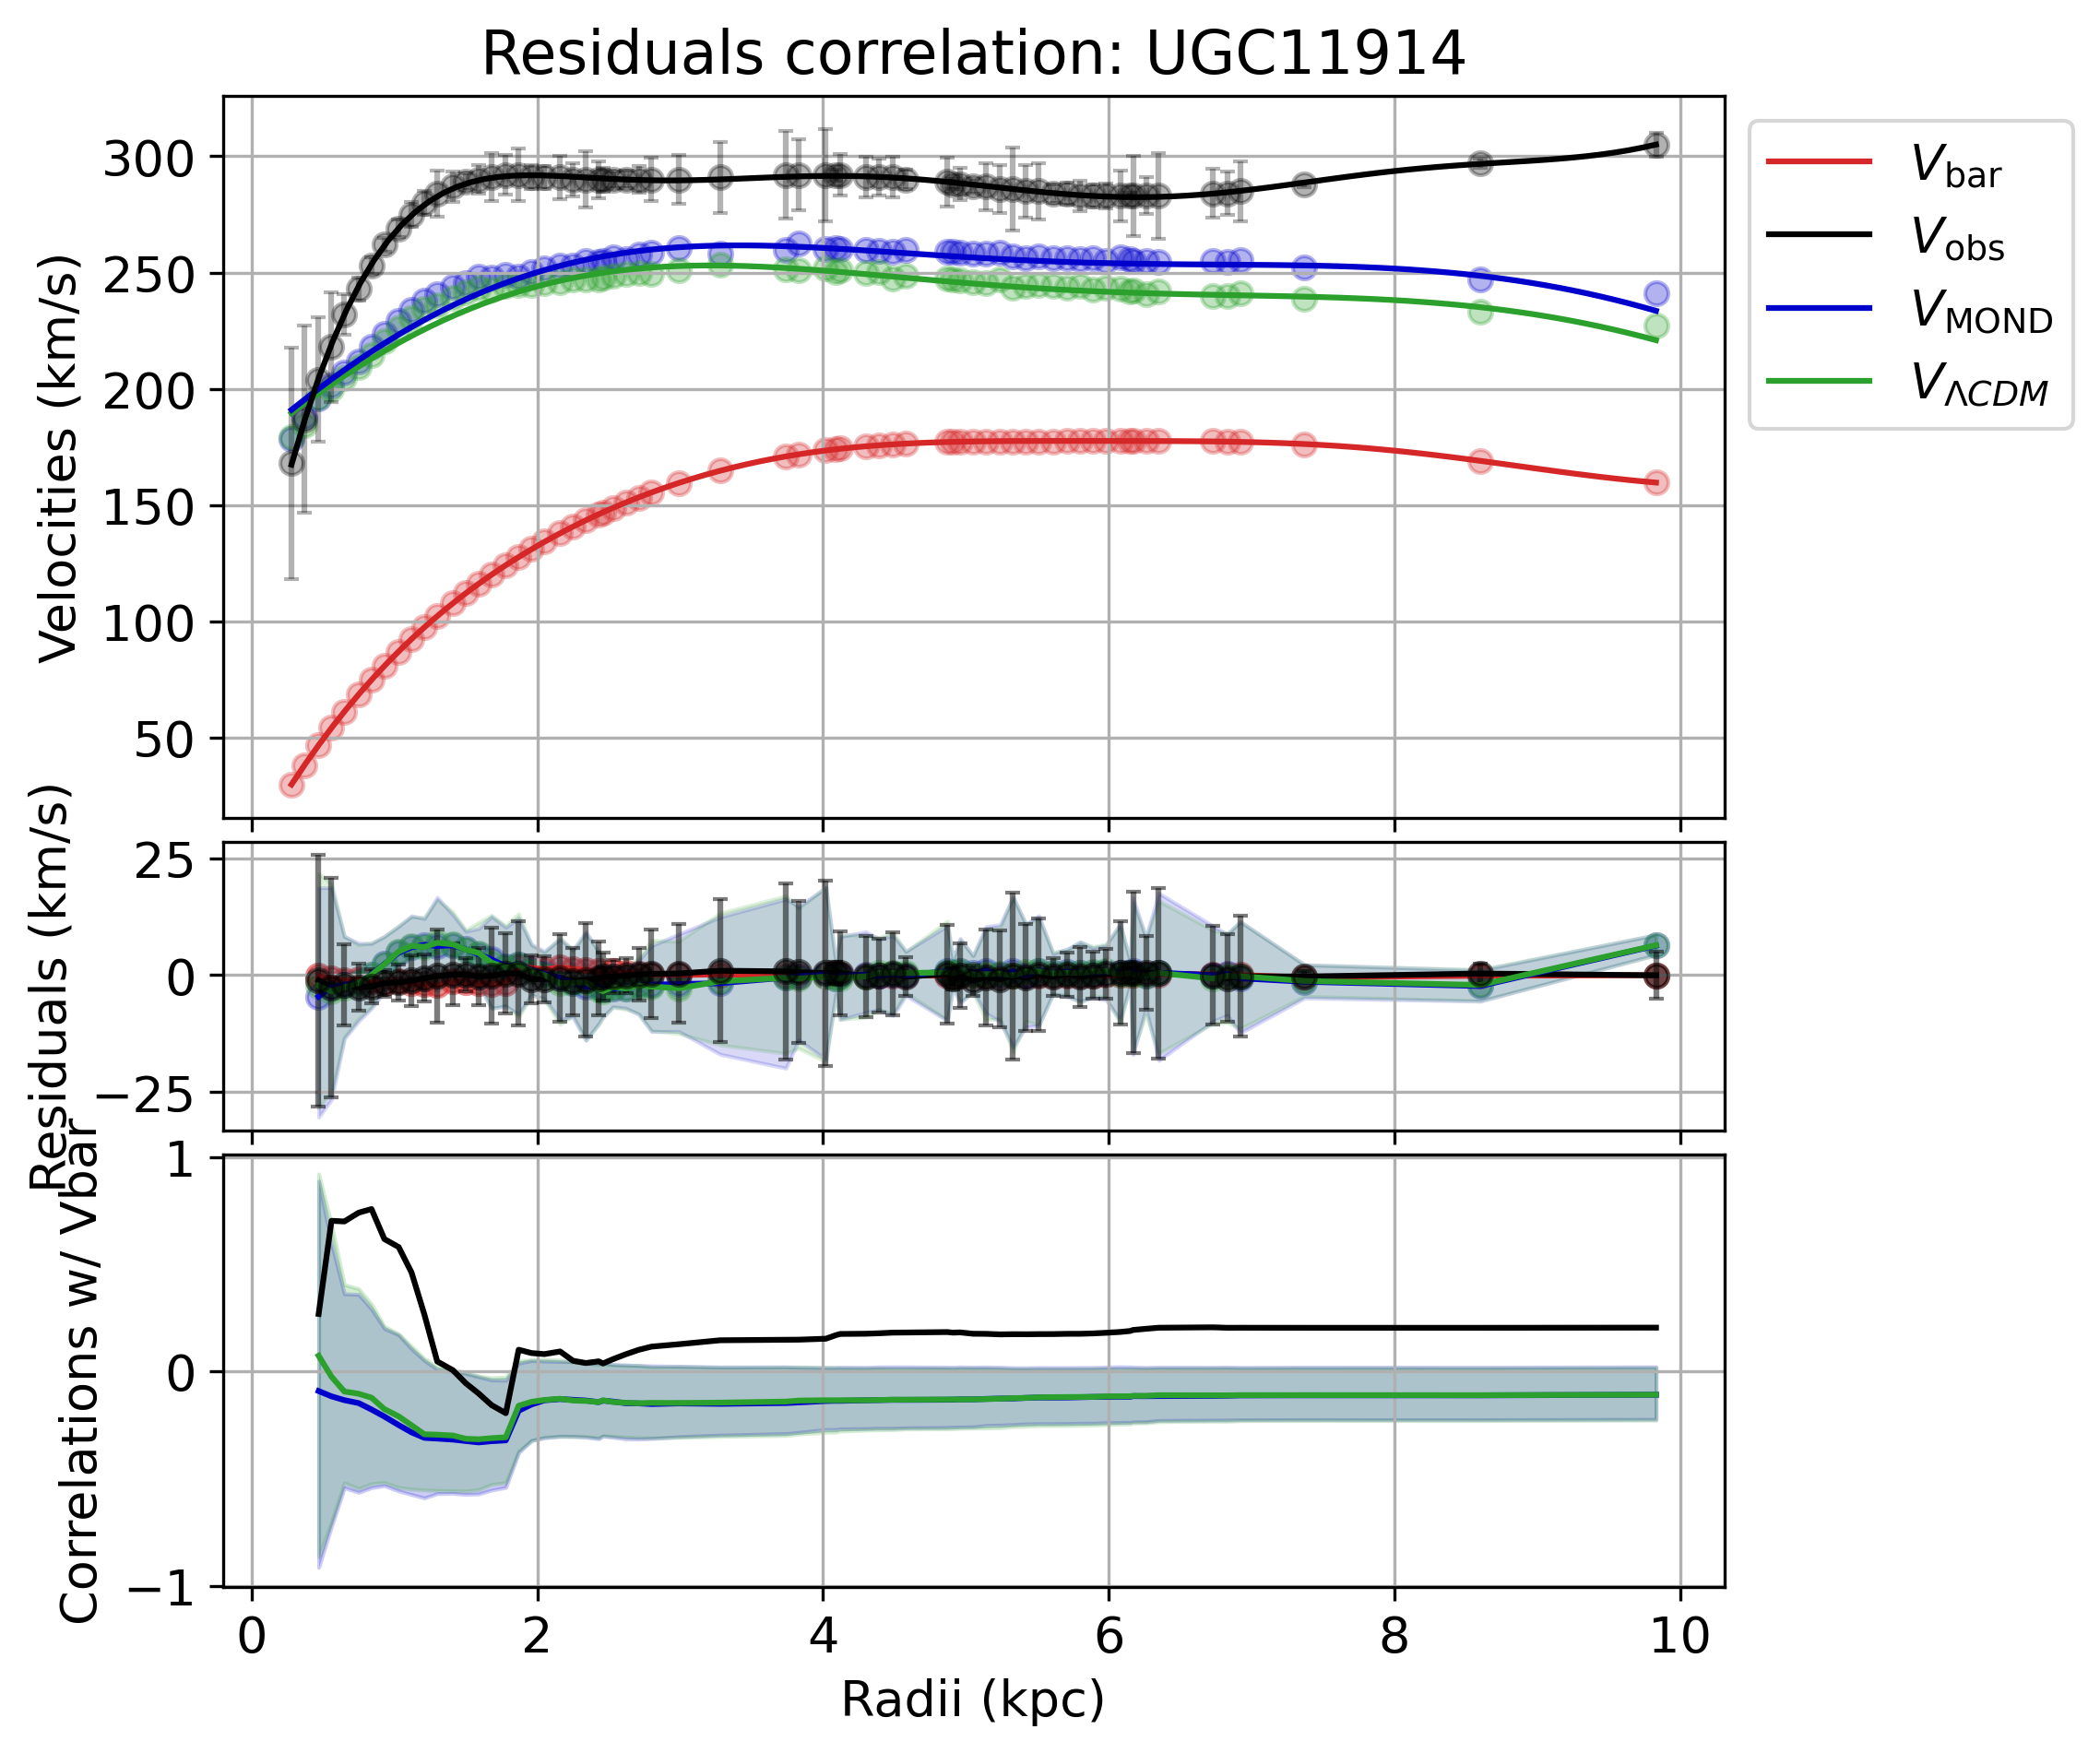 Residuals correlation: UGC11914
Velocities (km/s)
300
250
200
150
100
50
V_bar
V_obs
V_MOND
V_ΛCDM
Residuals (km/s)
25
0
−25
Correlations w/ Vbar
1
0
−1
0 2 4 6 8 10
Radii (kpc)